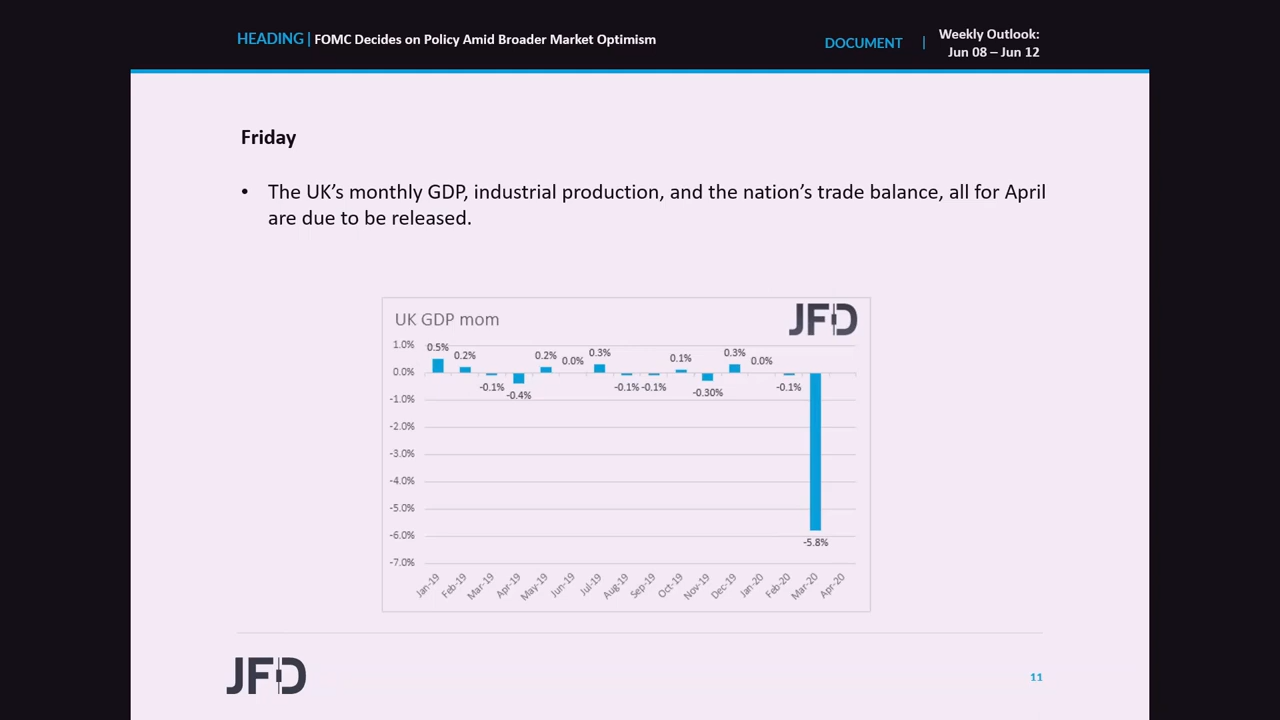 HEADING | FOMC Decides on Policy Amid Broader Market Optimism
DOCUMENT | Weekly Outlook:
Jun 08 – Jun 12
Friday
• The UK’s monthly GDP, industrial production, and the nation’s trade balance, all for April
are due to be released.
UK GDP mom
JFD
1.0%
0.0%
-1.0%
-2.0%
-3.0%
-4.0%
-5.0%
-6.0%
-7.0%
0.5%
0.2%
-0.1%
-0.4%
0.2%
0.0%
0.3%
-0.1%
-0.1%
0.1%
-0.30%
0.3%
0.0%
-0.1%
-5.8%
Jan-19
Feb-19
Mar-19
Apr-19
May-19
Jun-19
Jul-19
Aug-19
Sep-19
Oct-19
Nov-19
Dec-19
Jan-20
Feb-20
Mar-20
Apr-20
JFD
11